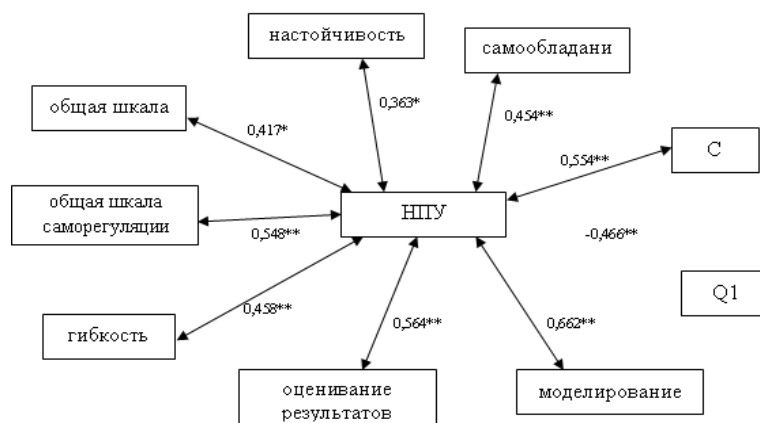 настойчивость
самообладани
общая шкала
0,417*
0,363*
0,454**
С
0,554**
общая шкала
саморегуляции
НПУ
0,548**
-0,466**
Q1
гибкость
0,458**
0,564**
0,662**
оценивание
результатов
моделирование